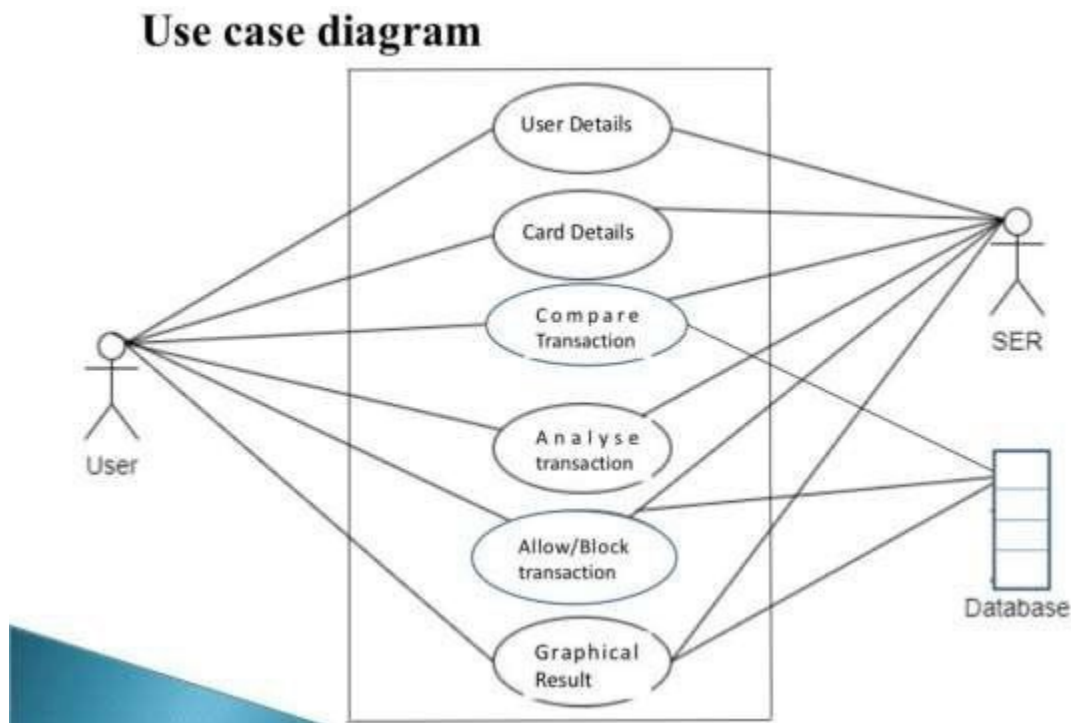 Use case diagram
User Details
Card Details
Compare
Transaction
SER
Analyse
transaction
User
Allow/Block
transaction
Database
Graphical
Result